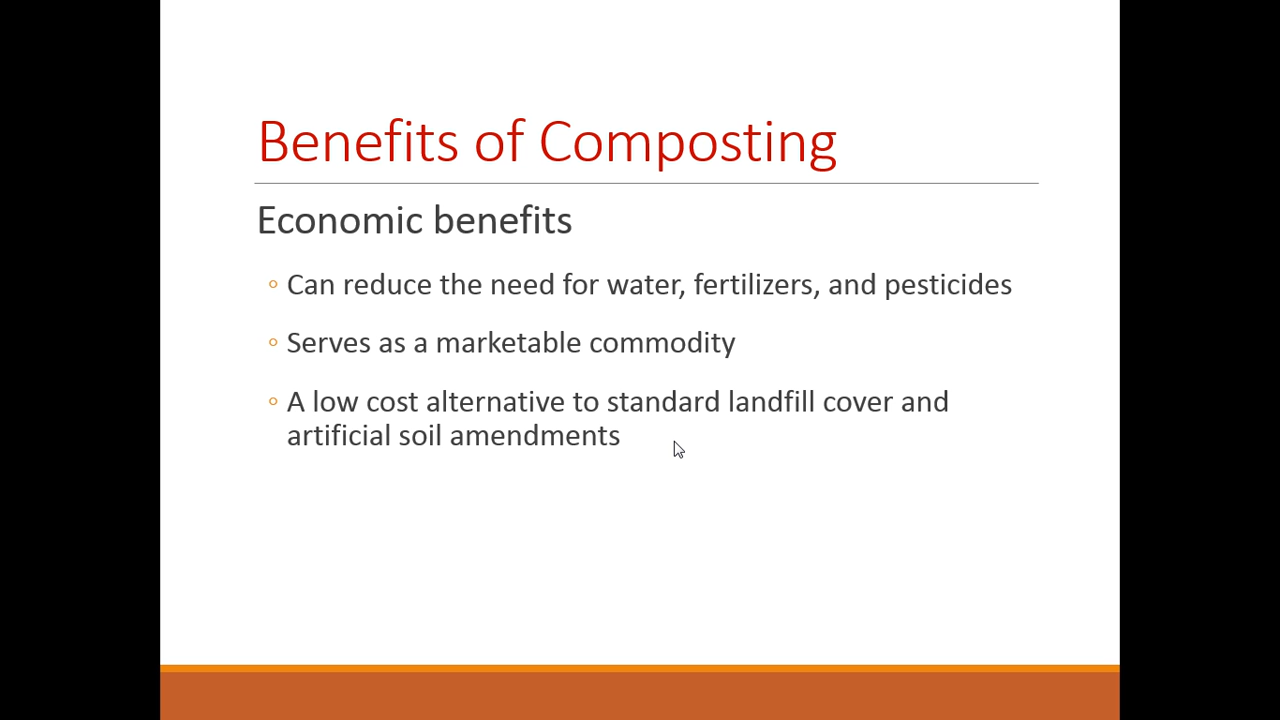 Benefits of Composting
Economic benefits
◦ Can reduce the need for water, fertilizers, and pesticides
◦ Serves as a marketable commodity
◦ A low cost alternative to standard landfill cover and
artificial soil amendments